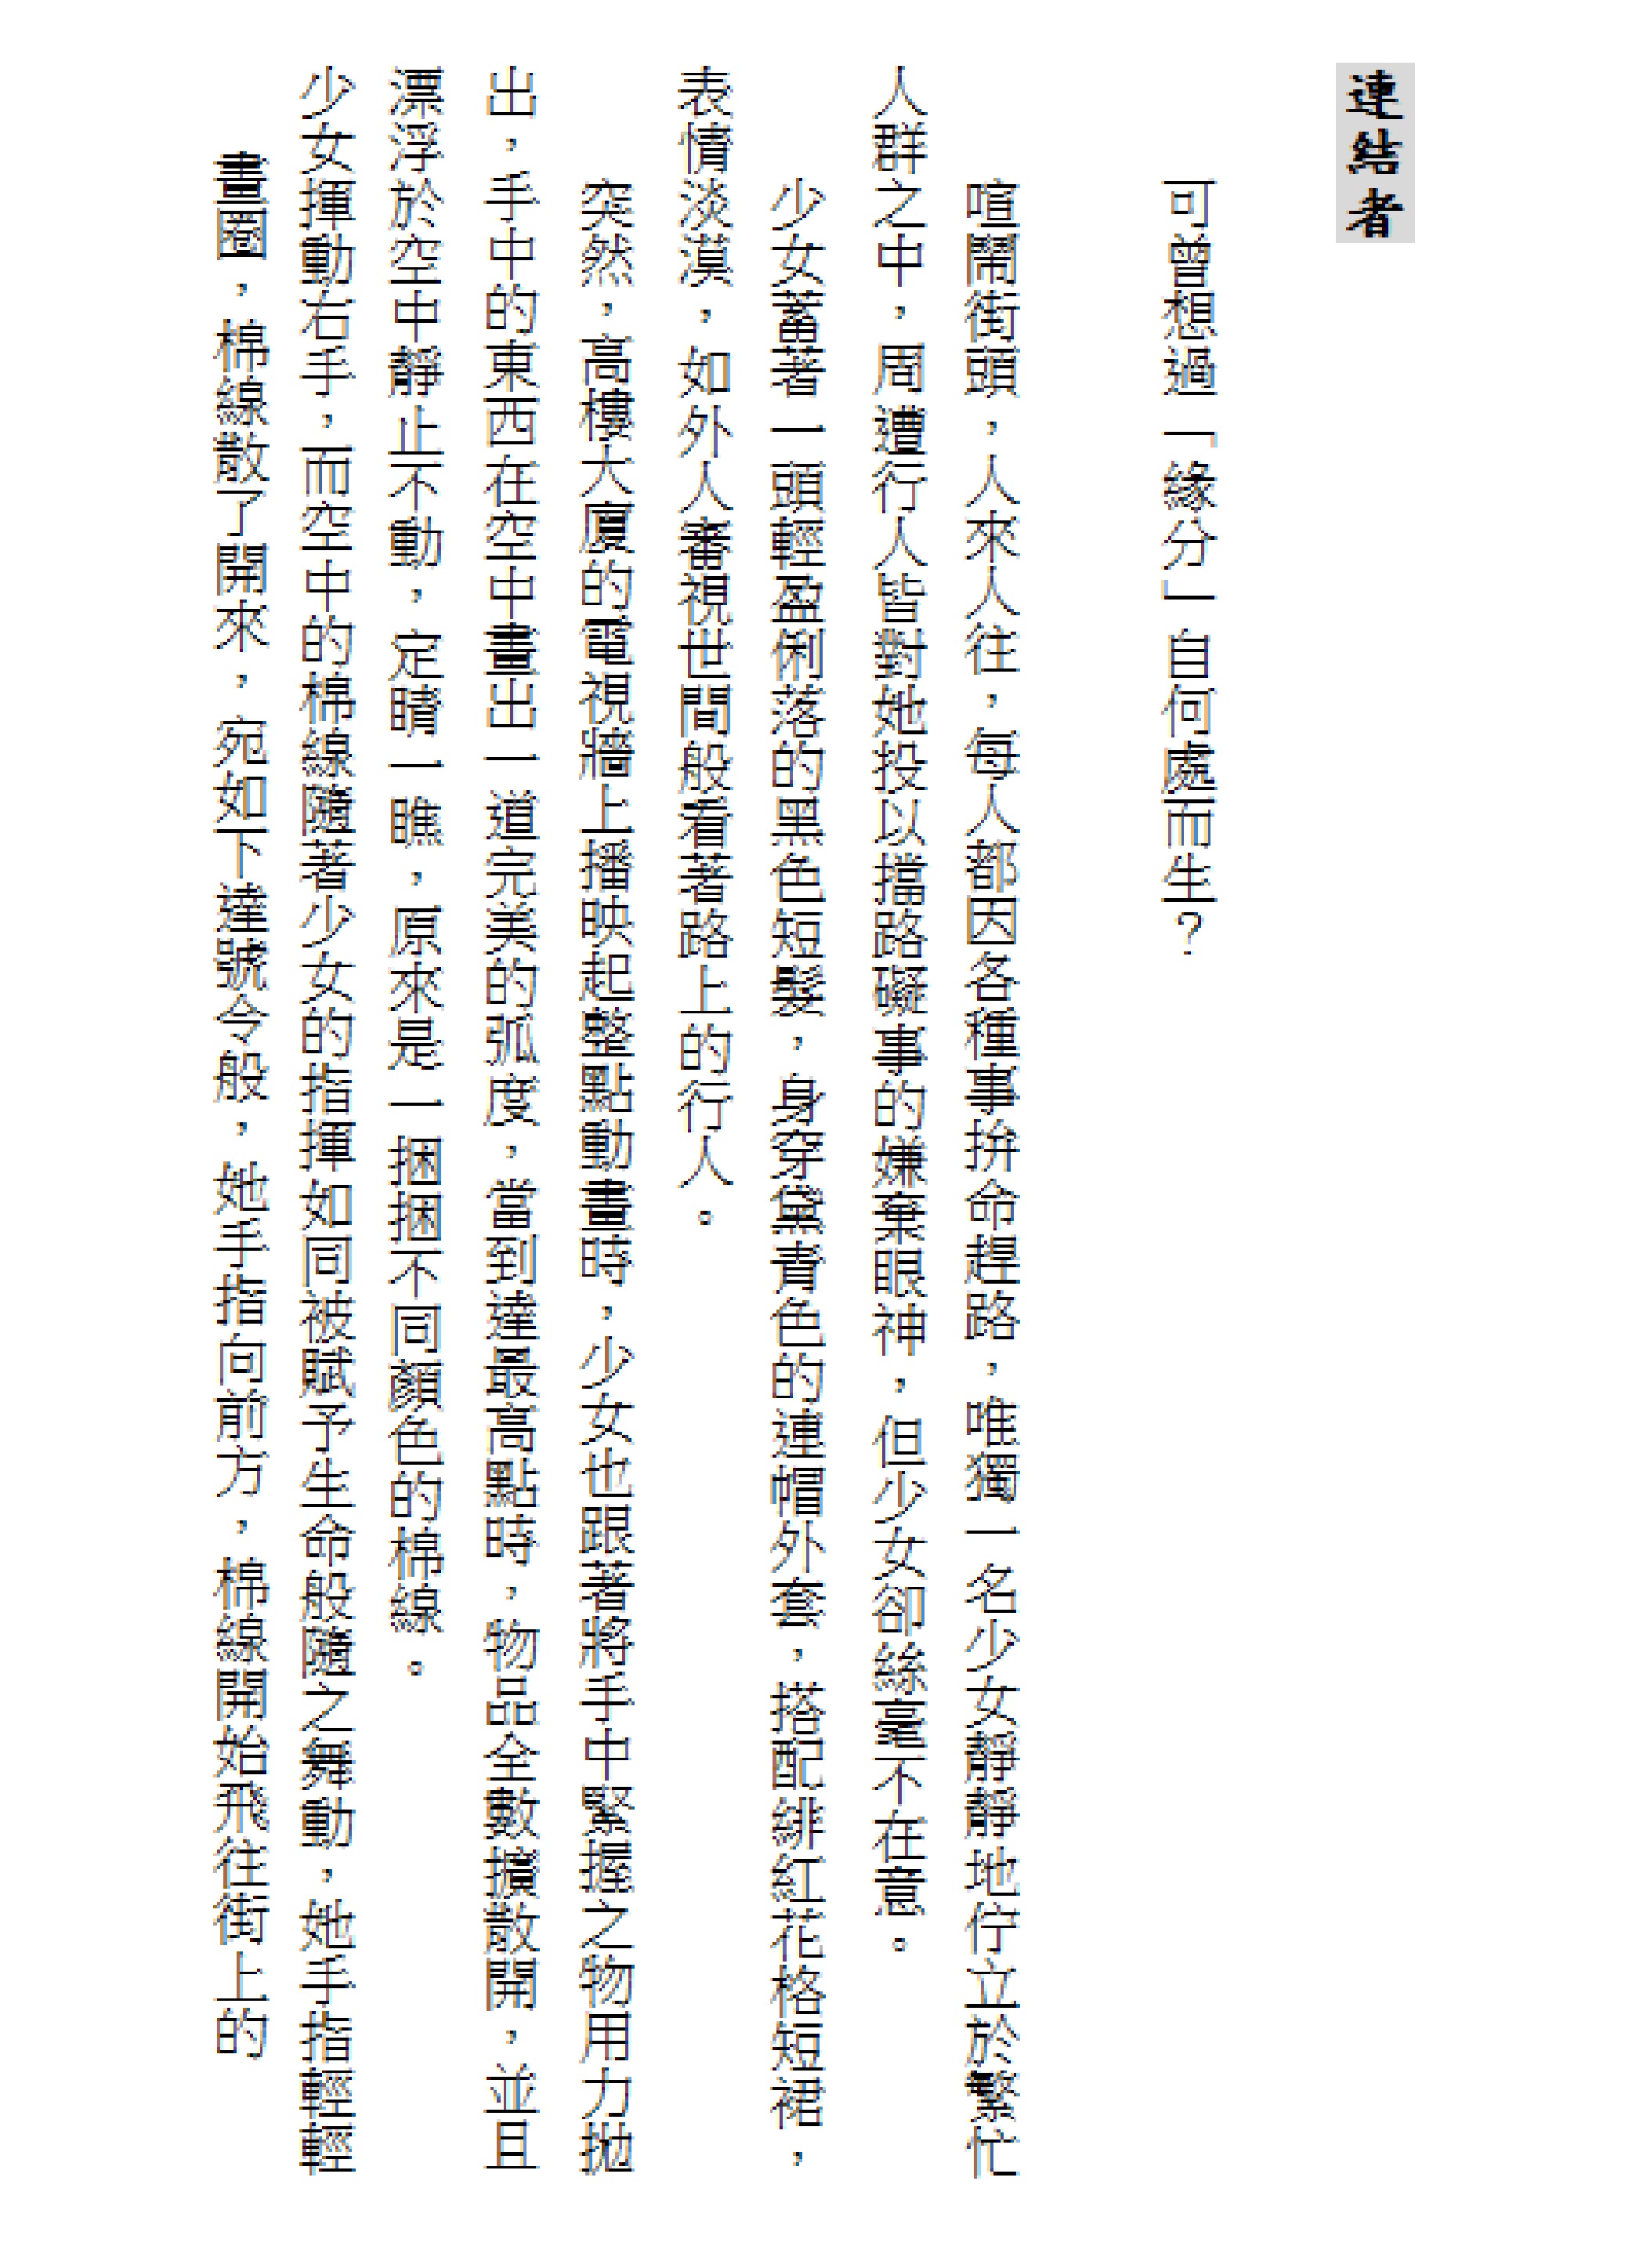 連結者
可曾想過「緣分」自何處而生？
喧鬧街頭，人來人往，每人都因各種事拚命趕路，唯獨一名少女靜靜地佇立於繁忙
人群之中，周遭行人皆對她投以擋路礙事的嫌棄眼神，但少女卻絲毫不在意。
少女蓄著一頭輕盈俐落的黑色短髮，身穿黛青色的連帽外套，搭配緋紅花格短裙，
表情淡漠，如外人審視世間般看著路上的行人。
突然，高樓大廈的電視牆上播映起整點動畫時，少女也跟著將手中緊握之物用力拋
出，手中的東西在空中畫出一道完美的弧度，當到達最高點時，物品全數擴散開，並且
漂浮於空中靜止不動，定睛一瞧，原來是一捆捆不同顏色的棉線。
少女揮動右手，而空中的棉線隨著少女的指揮如同被賦予生命般隨之舞動，她手指輕輕
畫圈，棉線散了開來，宛如下達號令般，她手指向前方，棉線開始飛往街上的